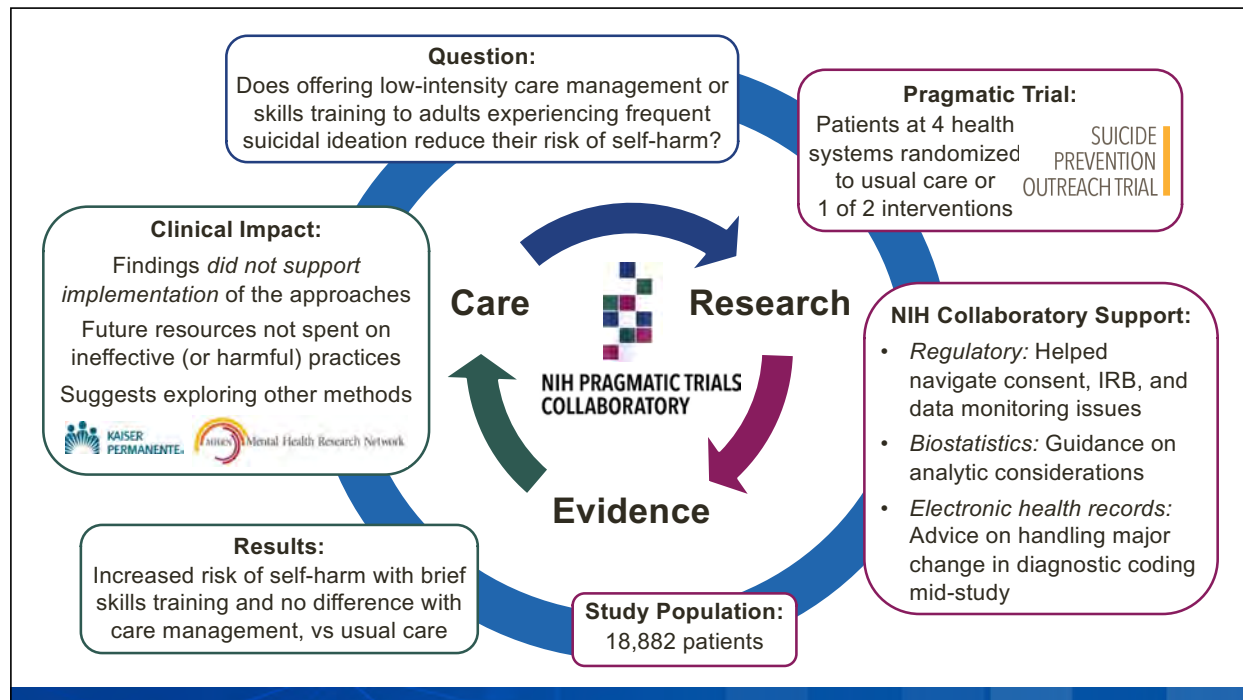 Question:
Does offering low-intensity care management or
skills training to adults experiencing frequent
suicidal ideation reduce their risk of self-harm?
Pragmatic Trial:
Patients at 4 health
systems randomized
to usual care or
1 of 2 interventions
SUICIDE
PREVENTION
OUTREACH TRIAL
Clinical Impact:
Findings did not support
implementation of the approaches
Future resources not spent on
ineffective (or harmful) practices
Suggests exploring other methods
KAISER
PERMANENTE.
MHRN Mental Health Research Network
Care
Research
NIH PRAGMATIC TRIALS
COLLABORATORY
Evidence
NIH Collaboratory Support:
• Regulatory: Helped
navigate consent, IRB, and
data monitoring issues
• Biostatistics: Guidance on
analytic considerations
• Electronic health records:
Advice on handling major
change in diagnostic coding
mid-study
Results:
Increased risk of self-harm with brief
skills training and no difference with
care management, vs usual care
Study Population:
18,882 patients